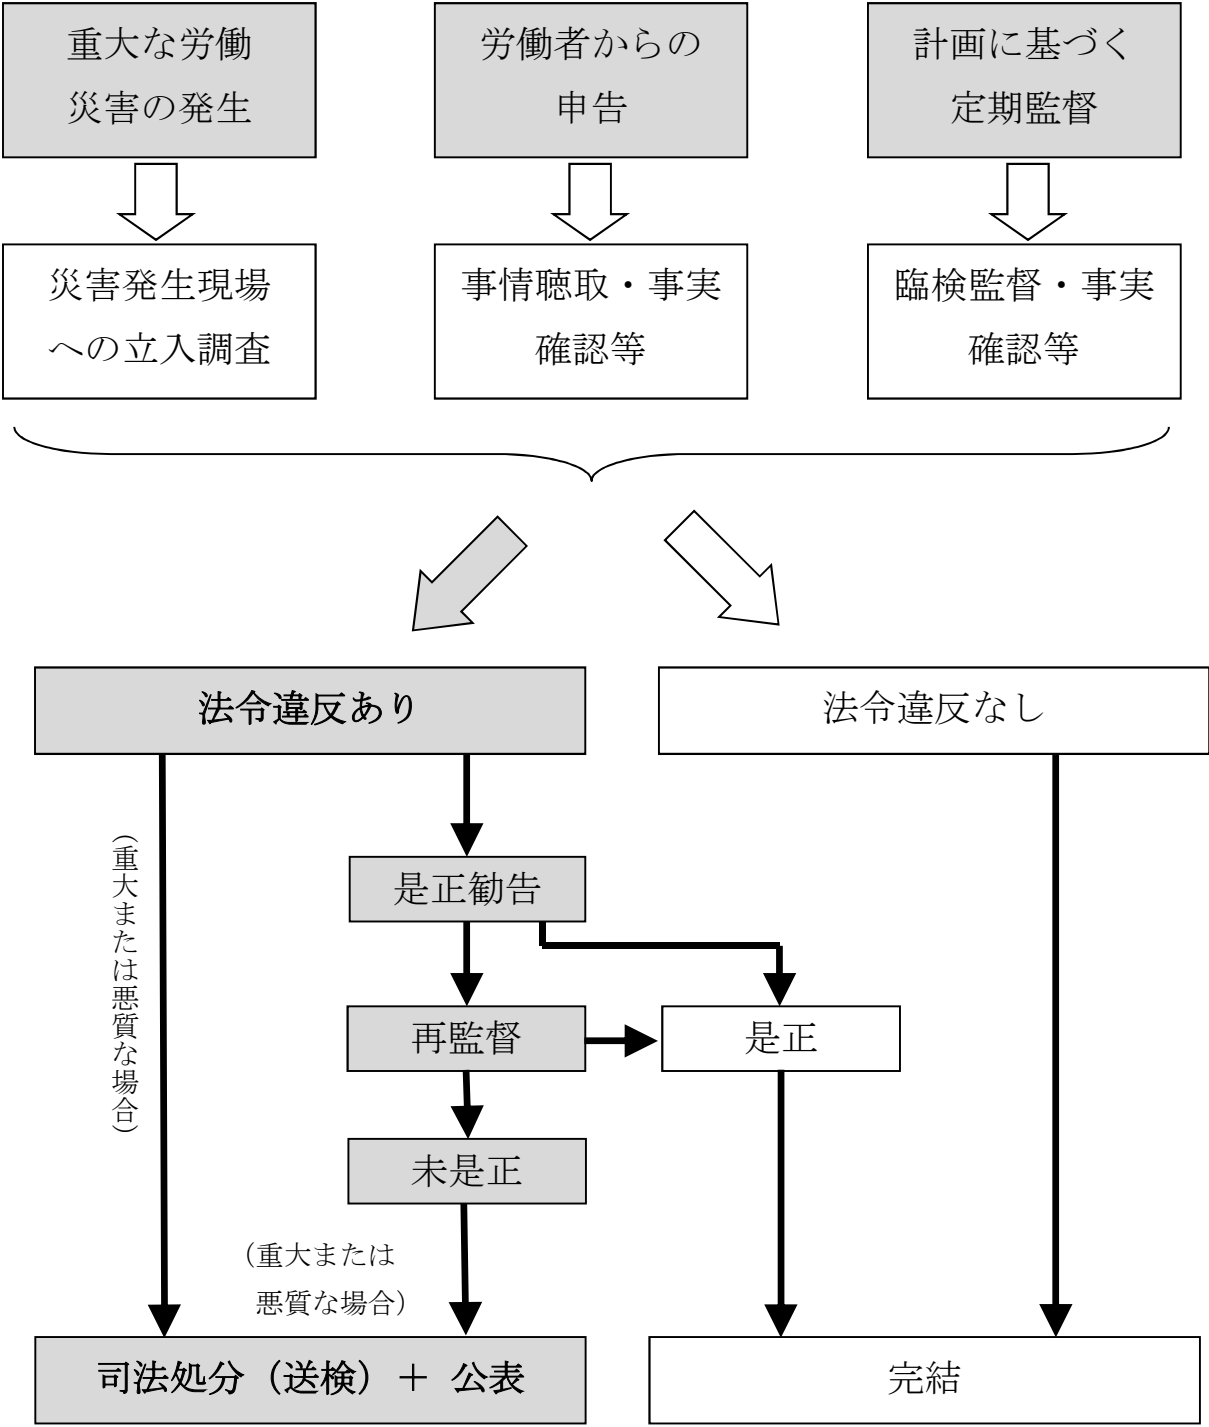 重大な労働
災害の発生
労働者からの
申告
計画に基づく
定期監督
災害発生現場
への立入調査
事情聴取・事実
確認等
臨検監督・事実
確認等
法令違反あり
法令違反なし
（重大または悪質な場合）
是正勧告
再監督
是正
未是正
（重大または
悪質な場合）
司法処分（送検）＋ 公表
完結